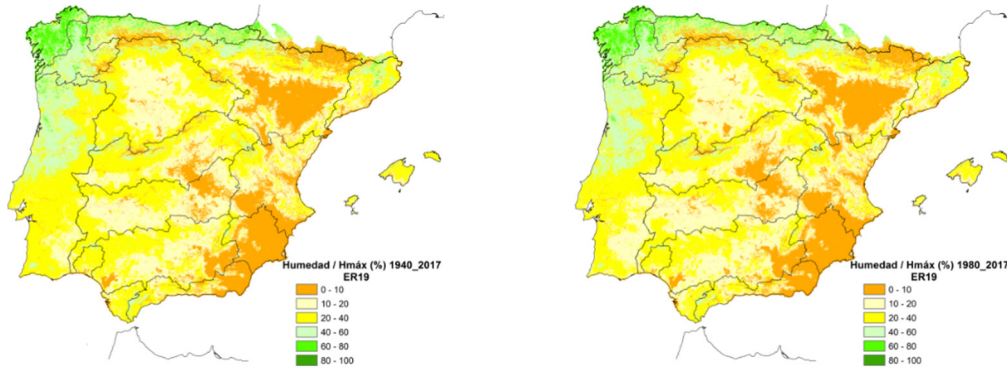 Humedad / Hmáx (%) 1940_2017
ER19
0 - 10
10 - 20
20 - 40
40 - 60
60 - 80
80 - 100
Humedad / Hmáx (%) 1980_2017
ER19
0 - 10
10 - 20
20 - 40
40 - 60
60 - 80
80 - 100